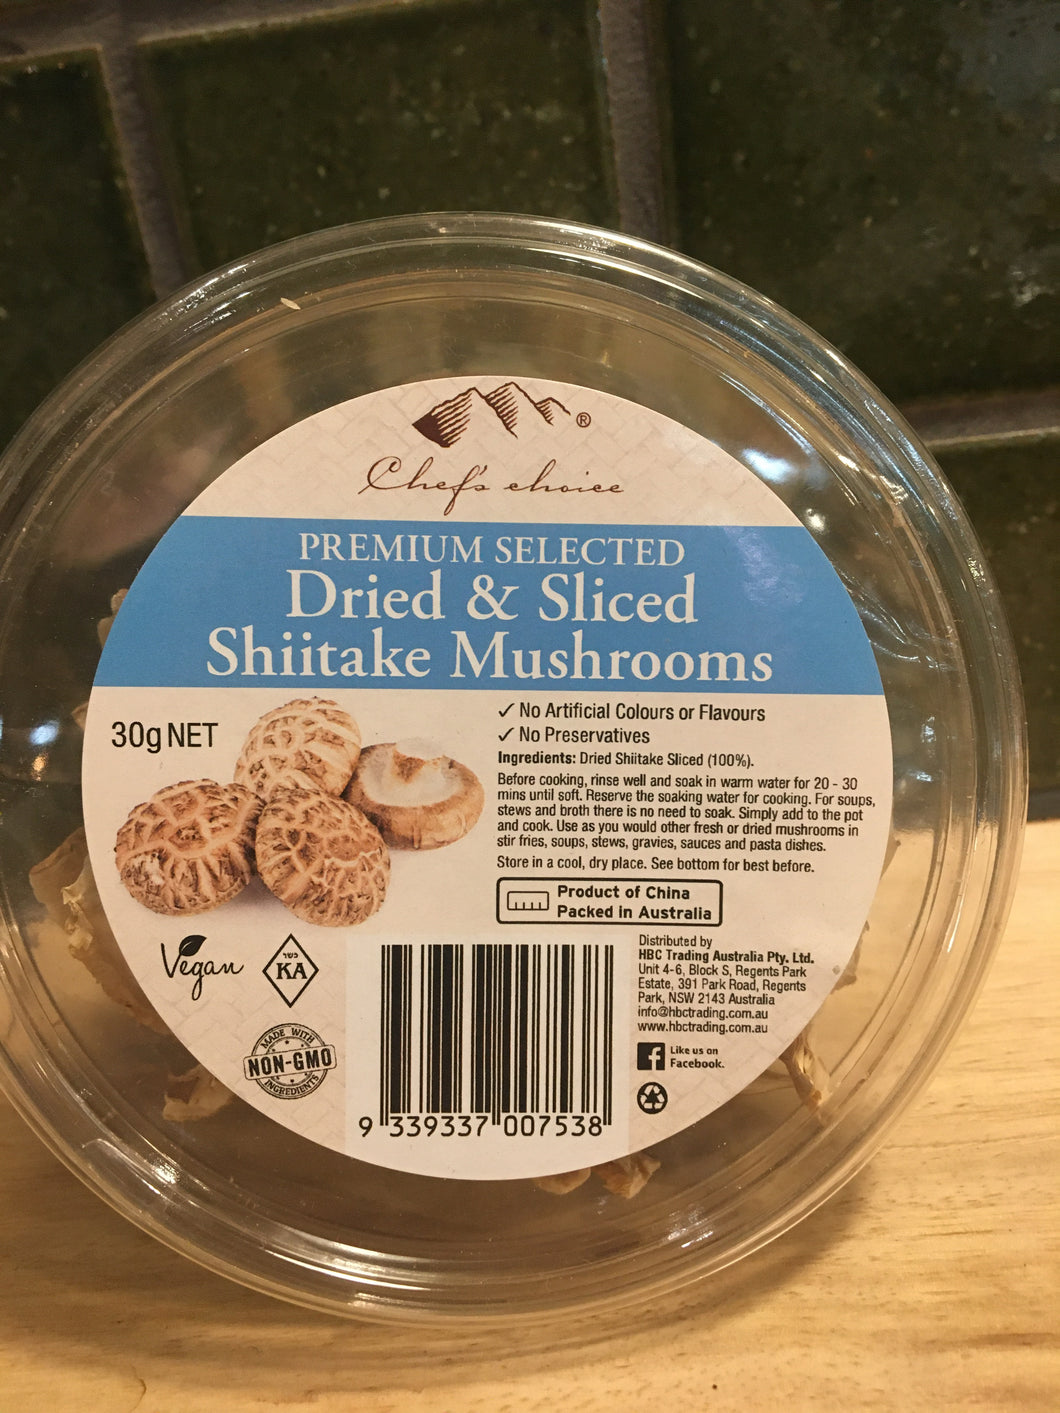 ®
Chef's choice
PREMIUM SELECTED
Dried & Sliced
Shiitake Mushrooms
30g NET
✓ No Artificial Colours or Flavours
✓ No Preservatives
Ingredients: Dried Shiitake Sliced (100%).
Before cooking, rinse well and soak in warm water for 20 - 30
mins until soft. Reserve the soaking water for cooking. For soups,
stews and broth there is no need to soak. Simply add to the pot
and cook. Use as you would other fresh or dried mushrooms in
stir fries, soups, stews, gravies, sauces and pasta dishes.
Store in a cool, dry place. See bottom for best before.
Product of China
Packed in Australia
Vegan
כשר
KA
MADE WITH
NON-GMO
INGREDIENTS
9 339337 007538
Distributed by
HBC Trading Australia Pty. Ltd.
Unit 4-6, Block S, Regents Park
Estate, 391 Park Road, Regents
Park, NSW 2143 Australia
info@hbctrading.com.au
www.hbctrading.com.au
Like us on
Facebook.